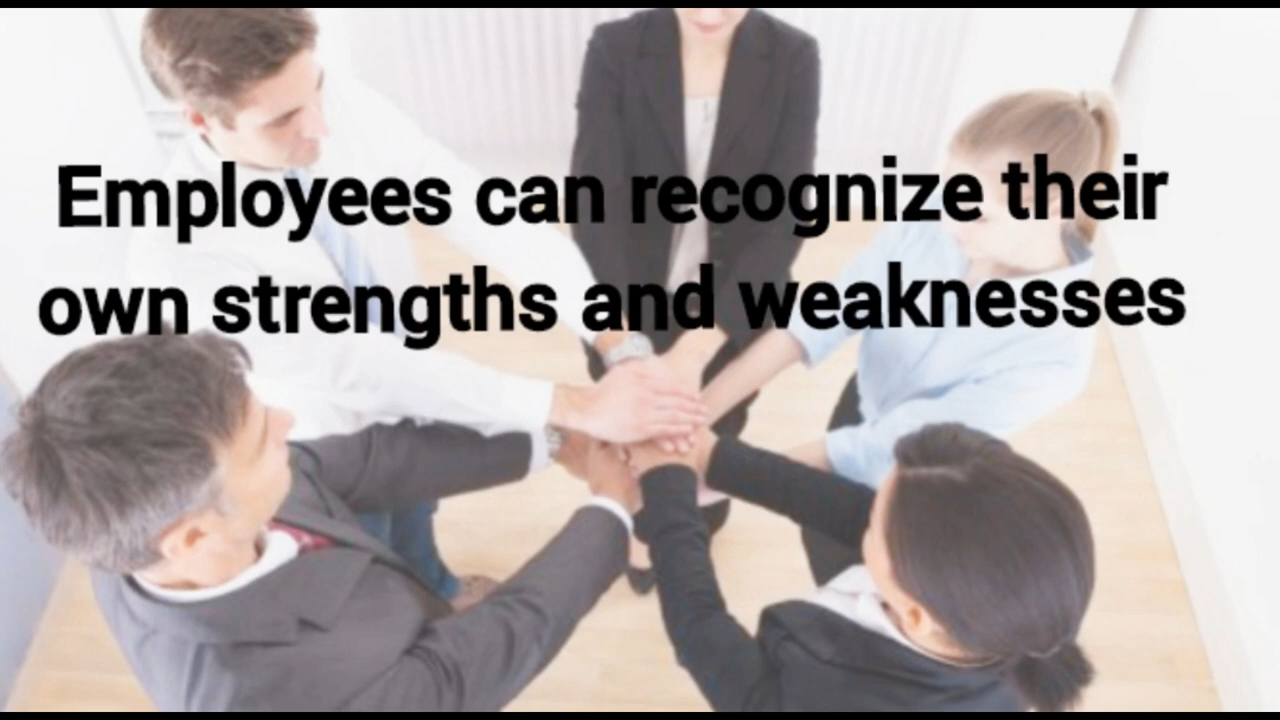 Employees can recognize their
own strengths and weaknesses